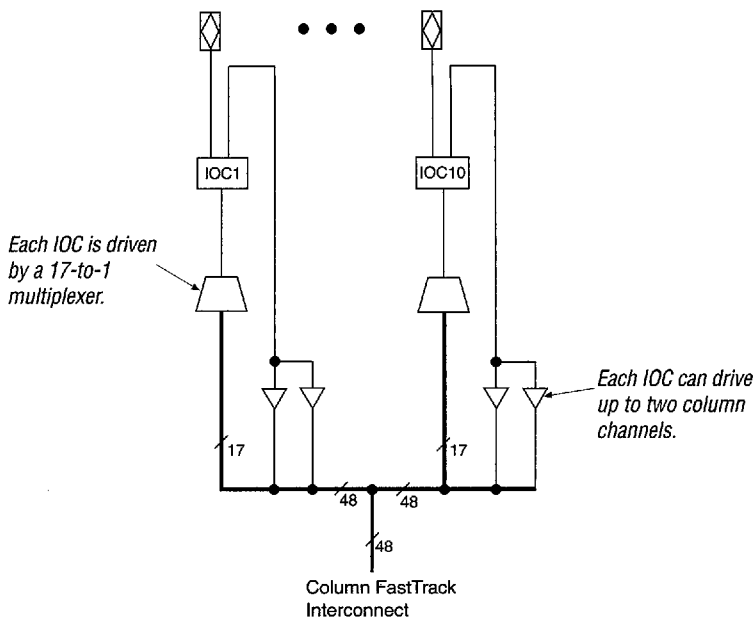 IOC1
IOC10
Each IOC is driven
by a 17-to-1
multiplexer.
Each IOC can drive
up to two column
channels.
17
17
48
48
48
Column FastTrack
Interconnect